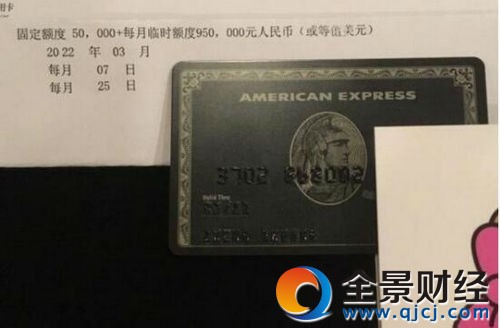 用卡
固定额度 50，000+每月临时额度950，000元人民币（或等值美元）
2022 年 03 月
每月 07 日
每月 25 日
AMERICAN EXPRESS
全景财经
www.qjcj.com